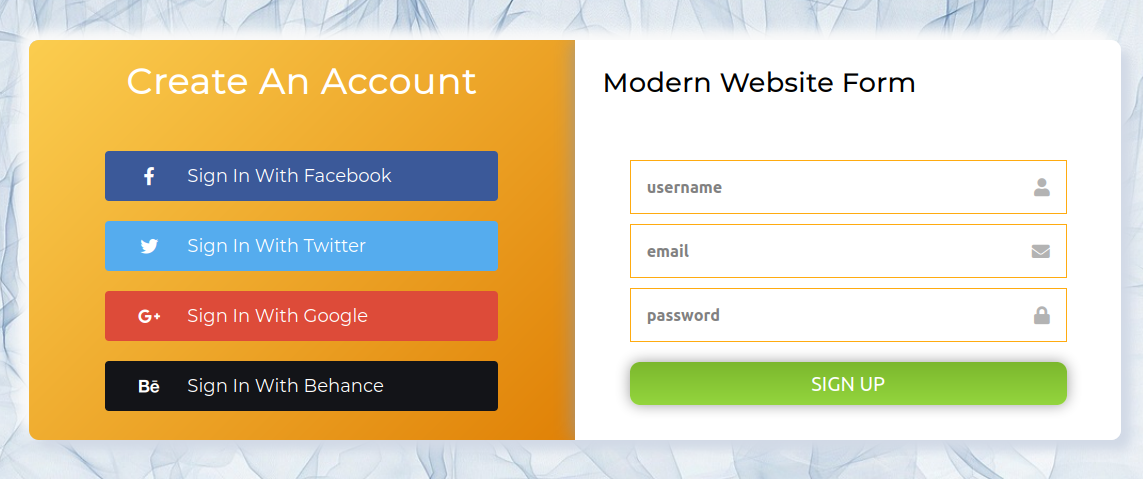 Create An Account
Sign In With Facebook
Sign In With Twitter
Sign In With Google
Sign In With Behance
Modern Website Form
username
email
password
SIGN UP